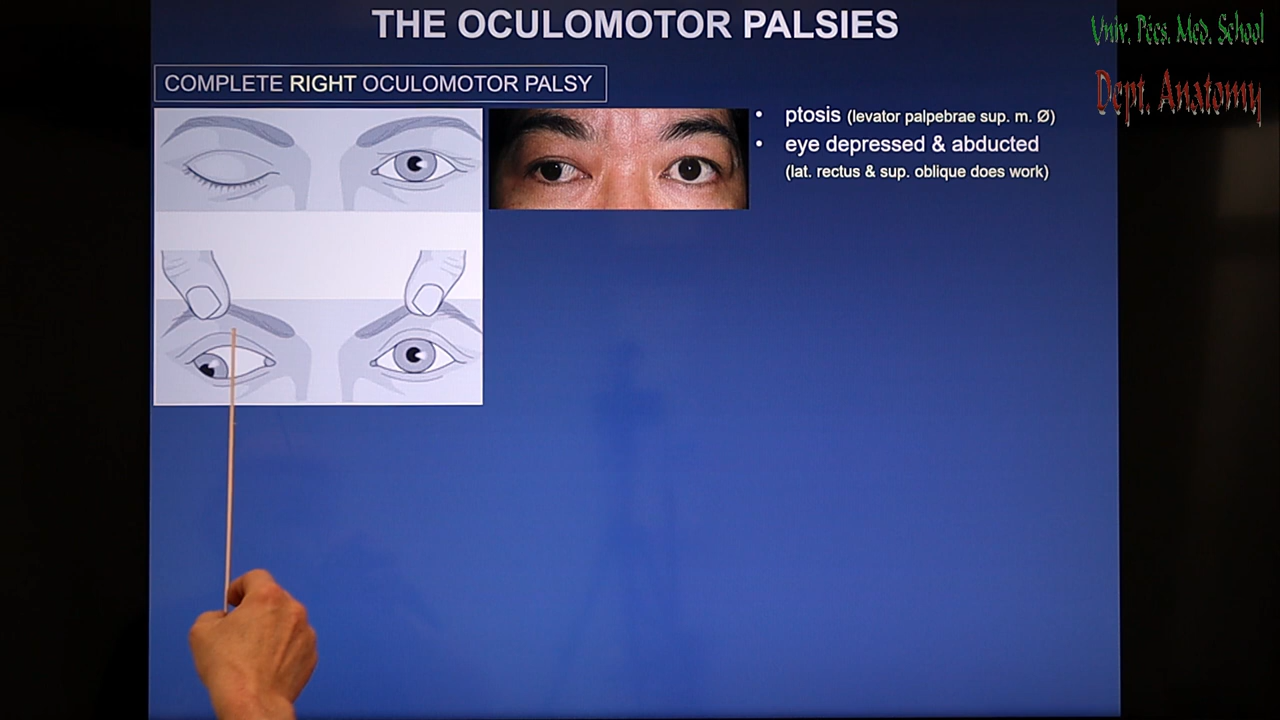 THE OCULOMOTOR PALSIES
Univ. Pécs. Med. School
Dept. Anatomy
COMPLETE RIGHT OCULOMOTOR PALSY
• ptosis (levator palpebrae sup. m. Ø)
• eye depressed & abducted
(lat. rectus & sup. oblique does work)